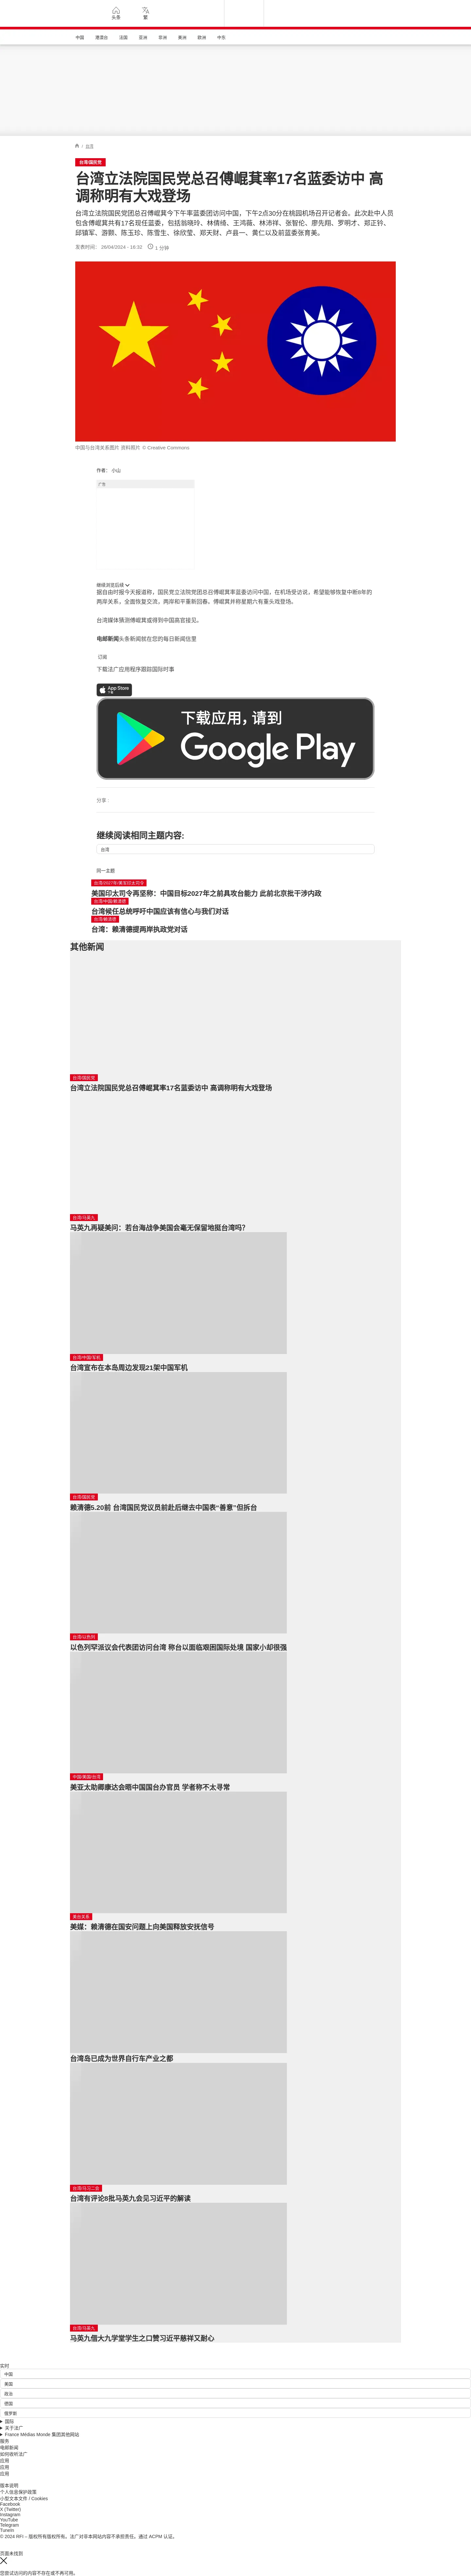 头条
繁
中国
港澳台
法国
亚洲
非洲
美洲
欧洲
中东
/ 台湾
台湾/国民党
台湾立法院国民党总召傅崐萁率17名蓝委访中 高
调称明有大戏登场
台湾立法院国民党团总召傅崐萁今下午率蓝委团访问中国，下午2点30分在桃园机场召开记者会。此次赴中人员
包含傅崐萁共有17名现任蓝委，包括翁晓玲、林倩绮、王鸿薇、林沛祥、张智伦、廖先翔、罗明才、郑正钤、
邱镇军、游颢、陈玉珍、陈雪生、徐欣莹、郑天财、卢县一、黄仁以及前蓝委张育美。
发表时间： 26/04/2024 - 16:32
1 分钟
中国与台湾关系图片 资料照片 © Creative Commons
作者： 小山
广告
继续浏览后续
据自由时报今天报道称，国民党立法院党团总召傅崐萁率蓝委访问中国，在机场受访说，希望能够恢复中断8年的
两岸关系，全面恢复交流，两岸和平重新回春。傅崐萁并称星期六有重头戏登场。
台湾媒体猜测傅崐萁或得到中国高官接见。
电邮新闻头条新闻就在您的每日新闻信里
订阅
下载法广应用程序跟踪国际时事
App Store
下载应用，请到
Google Play
分享 :
继续阅读相同主题内容:
台湾
同一主题
台湾/2027年/美军印太司令
美国印太司令再坚称：中国目标2027年之前具攻台能力 此前北京批干涉内政
台湾/中国/赖清德
台湾候任总统呼吁中国应该有信心与我们对话
台湾/赖清德
台湾：赖清德提两岸执政党对话
其他新闻
台湾/国民党
台湾立法院国民党总召傅崐萁率17名蓝委访中 高调称明有大戏登场
台湾/马英九
马英九再疑美问：若台海战争美国会毫无保留地挺台湾吗？
台湾/中国/军机
台湾宣布在本岛周边发现21架中国军机
台湾/国民党
赖清德5.20前 台湾国民党议员前赴后继去中国表“善意”但拆台
台湾/以色列
以色列罕派议会代表团访问台湾 称台以面临艰困国际处境 国家小却很强
中国/美国/台湾
美亚太助卿康达会晤中国国台办官员 学者称不太寻常
美台关系
美媒：赖清德在国安问题上向美国释放安抚信号
台湾岛已成为世界自行车产业之都
台湾/马习二会
台湾有评论8批马英九会见习近平的解读
台湾/马英九
马英九偕大九学堂学生之口赞习近平慈祥又耐心
实时
中国
美国
政治
德国
俄罗斯
国际
关于法广
France Médias Monde 集团其他网站
服务
电邮新闻
如何收听法广
应用
应用
应用
版本说明
个人信息保护政策
小型文本文件 / Cookies
Facebook
X (Twitter)
Instagram
YouTube
Telegram
TuneIn
© 2024 RFI – 版权所有版权所有。法广对非本网站内容不承担责任。通过 ACPM 认证。
页面未找到
您尝试访问的内容不存在或不再可用。